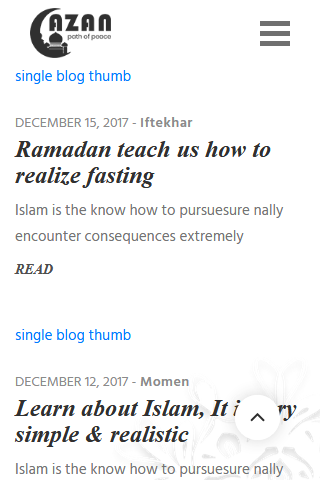 AZAN
path of peace
single blog thumb
DECEMBER 15, 2017 - Iftekhar
Ramadan teach us how to
realize fasting
Islam is the know how to pursuesure nally
encounter consequences extremely
READ
single blog thumb
DECEMBER 12, 2017 - Momen
Learn about Islam, It
simple & realistic
Islam is the know how to pursuesure nally